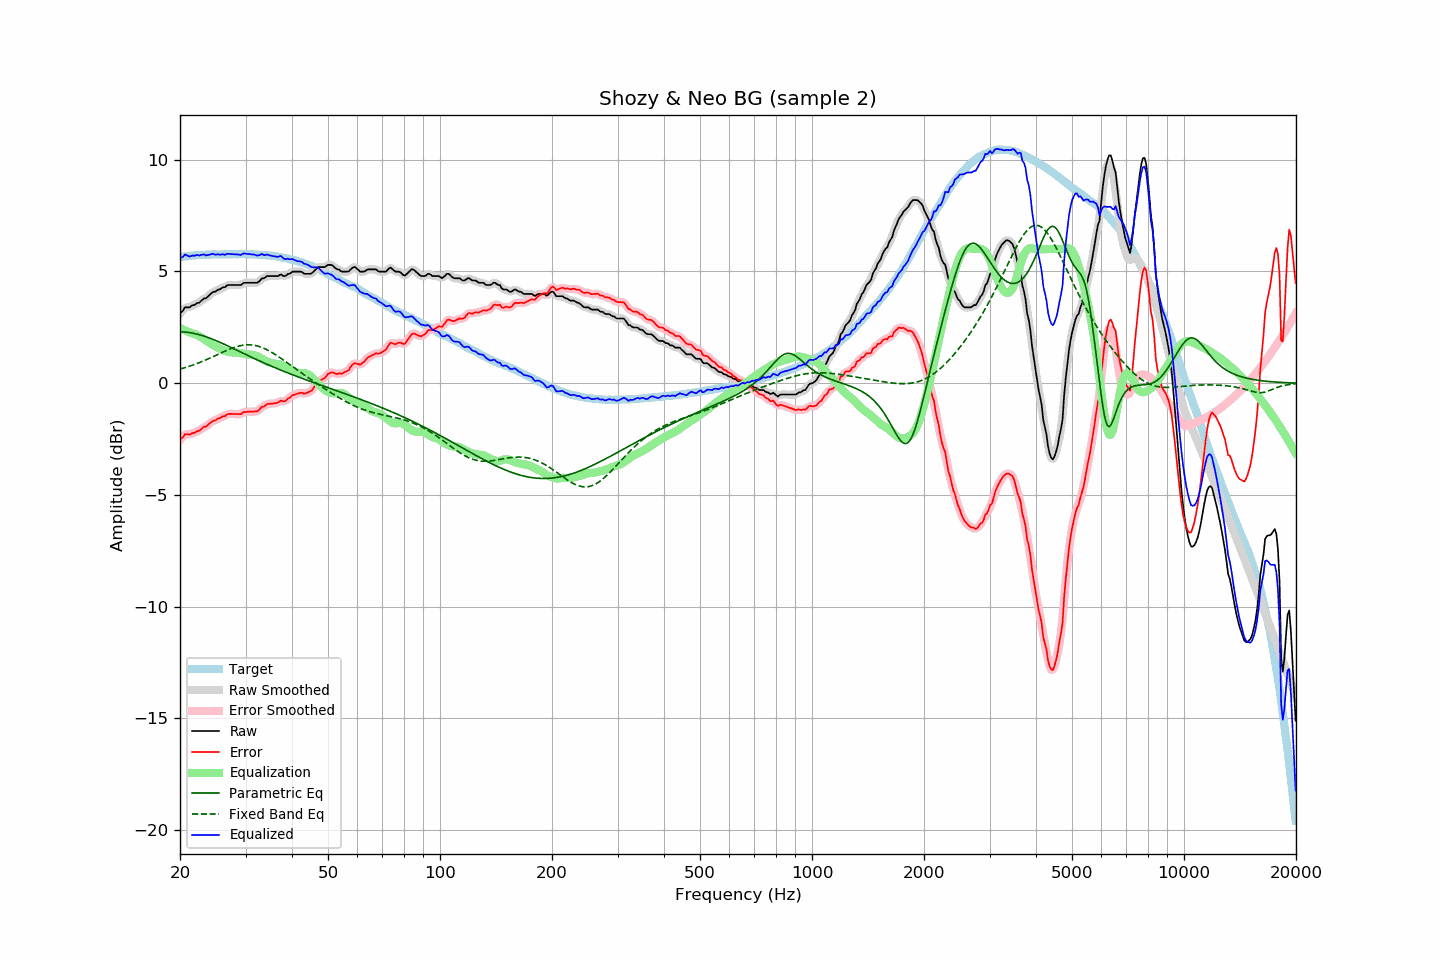 Shozy & Neo BG (sample 2)
Amplitude (dBr)
10
5
0
−5
−10
−15
−20
Target
Raw Smoothed
Error Smoothed
Raw
Error
Equalization
Parametric Eq
Fixed Band Eq
Equalized
20 50 100 200 500 1000 2000 5000 10000 20000
Frequency (Hz)